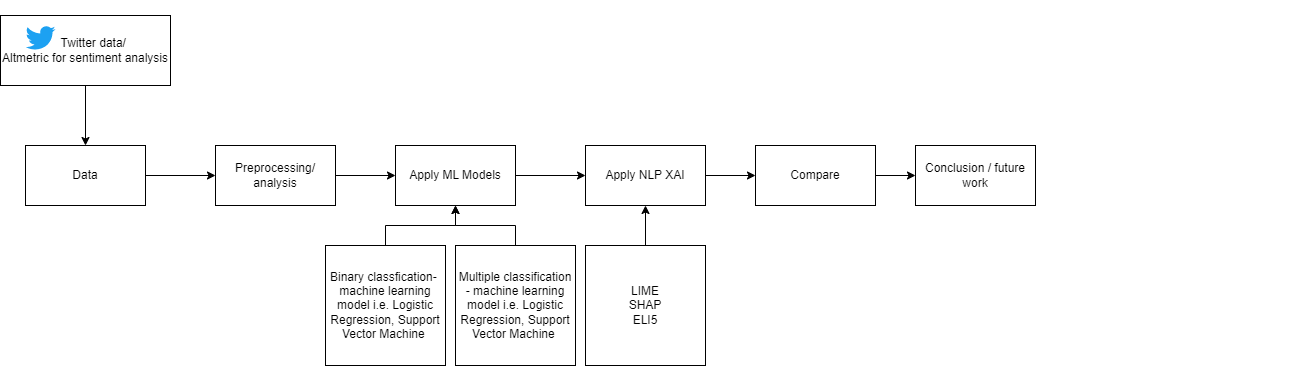 Twitter data/
Altmetric for sentiment analysis
Data
Preprocessing/
analysis
Apply ML Models
Apply NLP XAI
Compare
Conclusion / future
work
Binary classfication-
machine learning
model i.e. Logistic
Regression, Support
Vector Machine
Multiple classification
- machine learning
model i.e. Logistic
Regression, Support
Vector Machine
LIME
SHAP
ELI5